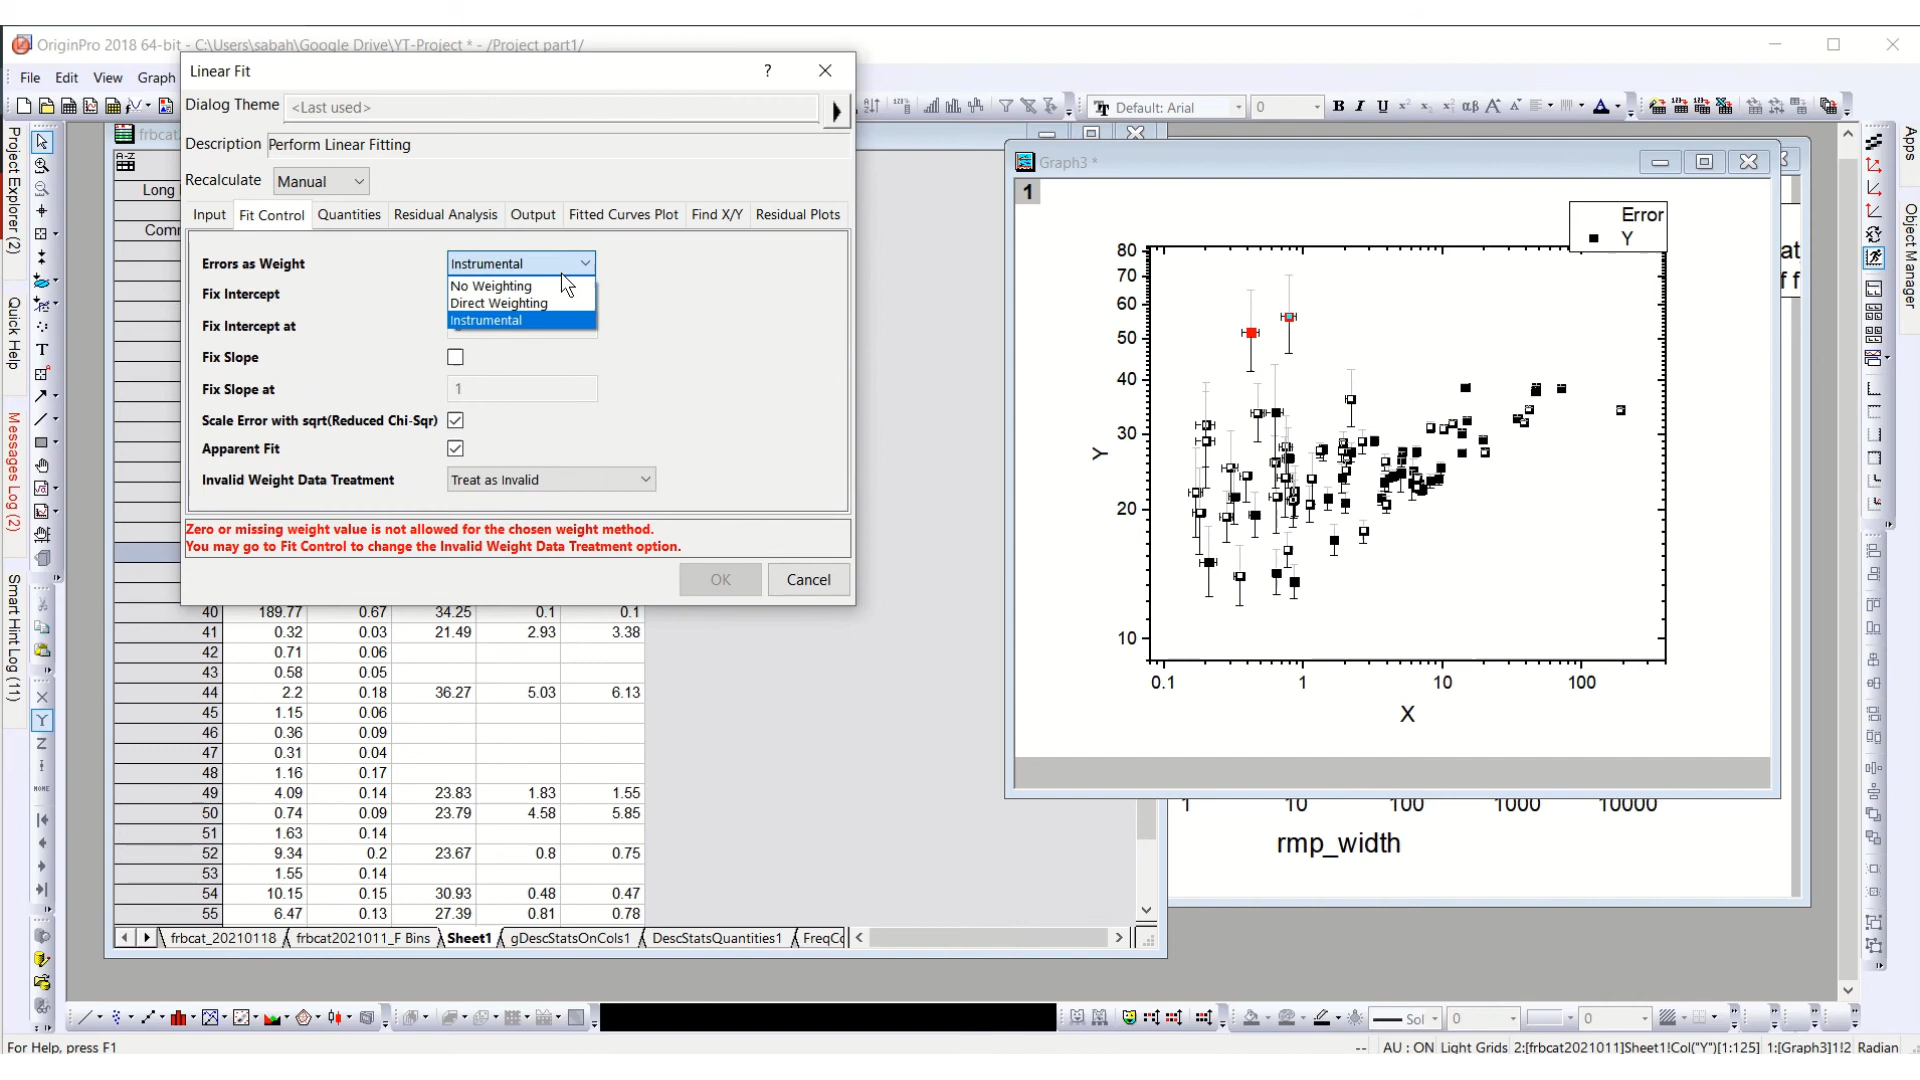 OriginPro 2018 64-bit - C:\Users\sabah\Google Drive\YT-Project * - /Project part1/
File Edit View Graph
Default: Arial 0
B I U
Linear Fit ?
Dialog Theme <Last used>
Description Perform Linear Fitting
Recalculate Manual
Input Fit Control Quantities Residual Analysis Output Fitted Curves Plot Find X/Y Residual Plots
Errors as Weight Instrumental
No Weighting
Direct Weighting
Instrumental
Fix Intercept
Fix Intercept at
Fix Slope
Fix Slope at 1
Scale Error with sqrt(Reduced Chi-Sqr)
Apparent Fit
Invalid Weight Data Treatment Treat as Invalid
Zero or missing weight value is not allowed for the chosen weight method.
You may go to Fit Control to change the Invalid Weight Data Treatment option.
OK Cancel
Project Explorer (2)
Quick Help
Messages Log (2)
Smart Hint Log (11)
Apps
Object Manager
frbcat
Long
Comm
40 189.77 0.67 34.25 0.1 0.1
41 0.32 0.03 21.49 2.93 3.38
42 0.71 0.06
43 0.58 0.05
44 2.2 0.18 36.27 5.03 6.13
45 1.15 0.06
46 0.36 0.09
47 0.31 0.04
48 1.16 0.17
49 4.09 0.14 23.83 1.83 1.55
50 0.74 0.09 23.79 4.58 5.85
51 1.63 0.14
52 9.34 0.2 23.67 0.8 0.75
53 1.55 0.14
54 10.15 0.15 30.93 0.48 0.47
55 6.47 0.13 27.39 0.81 0.78
frbcat_20210118 frbcat2021011_F Bins Sheet1 gDescStatsOnCols1 DescStatsQuantities1 FreqCo
Graph3 *
1
Error
Y
80
70
60
50
40
30
20
10
Y
0.1 1 10 100
X
1 10 100 1000 10000
rmp_width
Sol 0 0
For Help, press F1
-- AU : ON Light Grids 2:[frbcat2021011]Sheet1!Col("Y")[1:125] 1:[Graph3]1!2 Radian